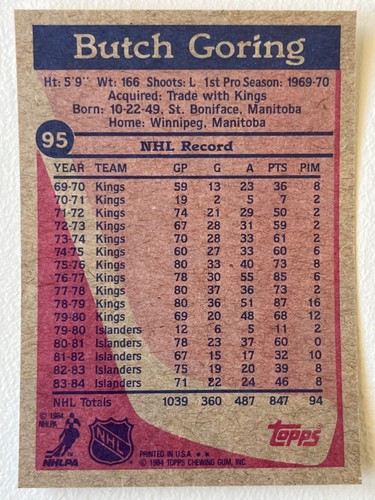 Butch Goring
Ht: 5'9" Wt: 166 Shoots: L 1st Pro Season: 1969-70
Acquired: Trade with Kings
Born: 10-22-49, St. Boniface, Manitoba
Home: Winnipeg, Manitoba
95
NHL Record
YEAR TEAM GP G A PTS PIM
69-70 Kings 59 13 23 36 8
70-71 Kings 19 2 5 7 2
71-72 Kings 74 21 29 50 2
72-73 Kings 67 28 31 59 2
73-74 Kings 70 28 33 61 2
74-75 Kings 60 27 33 60 6
75-76 Kings 80 33 40 73 8
76-77 Kings 78 30 55 85 6
77-78 Kings 80 37 36 73 2
78-79 Kings 80 36 51 87 16
79-80 Kings 69 20 48 68 12
79-80 Islanders 12 6 5 11 2
80-81 Islanders 78 23 37 60 0
81-82 Islanders 67 15 17 32 10
82-83 Islanders 75 19 20 39 8
83-84 Islanders 71 22 24 46 8
NHL Totals 1039 360 487 847 94
© 1984
NHLPA
NHLPA
NHL
topps
PRINTED IN U.S.A. **
© 1984 TOPPS CHEWING GUM, INC